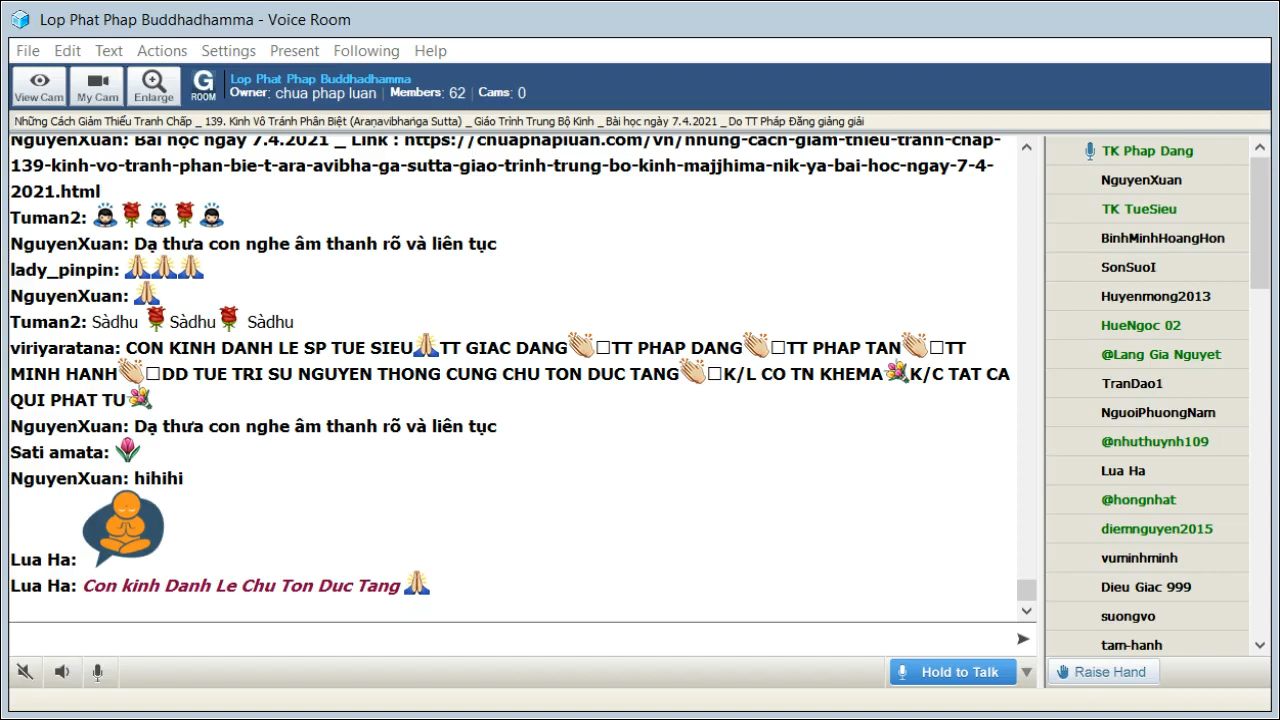 Lop Phat Phap Buddhadhamma - Voice Room
File Edit Text Actions Settings Present Following Help
View Cam My Cam Enlarge G ROOM
Lop Phat Phap Buddhadhamma
Owner: chua phap luan | Members: 62 | Cams: 0
Những Cách Giảm Thiểu Tranh Chấp _ 139. Kinh Vô Tránh Phân Biệt (Araṇavibhaṅga Sutta) _ Giáo Trình Trung Bộ Kinh _ Bài học ngày 7.4.2021 _ Do TT Pháp Đăng giảng giải
NguyenXuan: Bài học ngày 7.4.2021 _ Link : https://chuaphapluan.com/vn/nhung-cach-giam-thieu-tranh-chap-
139-kinh-vo-tranh-phan-bie-t-ara-avibha-ga-sutta-giao-trinh-trung-bo-kinh-majjhima-nik-ya-bai-hoc-ngay-7-4-
2021.html
Tuman2: 🙇🌹🙇🌹🙇
NguyenXuan: Dạ thưa con nghe âm thanh rõ và liên tục
lady_pinpin: 🙏🙏🙏
NguyenXuan: 🙏
Tuman2: Sàdhu 🌹 Sàdhu 🌹 Sàdhu
viriyaratana: CON KINH DANH LE SP TUE SIEU🙏TT GIAC DANG👏□TT PHAP DANG👏□TT PHAP TAN👏□TT
MINH HANH👏□DD TUE TRI SU NGUYEN THONG CUNG CHU TON DUC TANG👏□K/L CO TN KHEMA💐K/C TAT CA
QUI PHAT TU💐
NguyenXuan: Dạ thưa con nghe âm thanh rõ và liên tục
Sati amata: 🌷
NguyenXuan: hihihi
Lua Ha:
Lua Ha: Con kinh Danh Le Chu Ton Duc Tang 🙏
Hold to Talk
TK Phap Dang
NguyenXuan
TK TueSieu
BinhMinhHoangHon
SonSuoI
Huyenmong2013
HueNgoc 02
@Lang Gia Nguyet
TranDao1
NguoiPhuongNam
@nhuthuynh109
Lua Ha
@hongnhat
diemnguyen2015
vuminhminh
Dieu Giac 999
suongvo
tam-hanh
Raise Hand